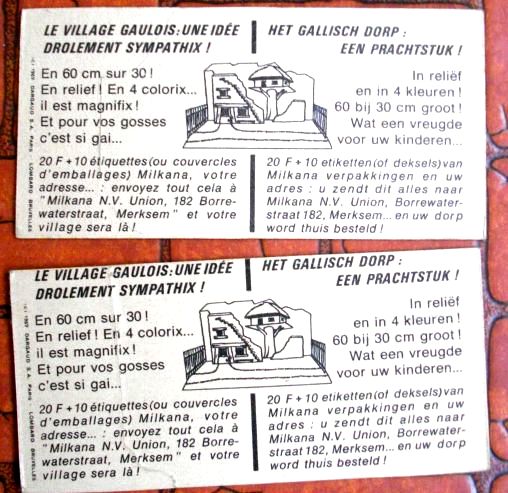 LE VILLAGE GAULOIS: UNE IDÉE
DROLEMENT SYMPATHIX !
En 60 cm sur 30 !
En relief ! En 4 colorix...
il est magnifix !
Et pour vos gosses
c'est si gai...
20 F + 10 étiquettes (ou couvercles
d'emballages) Milkana, votre
adresse... : envoyez tout cela à
"Milkana N.V. Union, 182 Borre-
waterstraat, Merksem" et votre
village sera là !
HET GALLISCH DORP :
EEN PRACHTSTUK !
In reliëf
en in 4 kleuren !
60 bij 30 cm groot !
Wat een vreugde
voor uw kinderen...
20 F + 10 etiketten (of deksels) van
Milkana verpakkingen en uw
adres : u zendt dit alles naar
Milkana N.V. Union, Borrewater-
straat 182, Merksem... en uw dorp
word thuis besteld !
DARGAUD S.A. PARIS - LOMBARD BRUXELLES
LE VILLAGE GAULOIS: UNE IDÉE
DROLEMENT SYMPATHIX !
En 60 cm sur 30 !
En relief ! En 4 colorix...
il est magnifix !
Et pour vos gosses
c'est si gai...
20 F + 10 étiquettes (ou couvercles
d'emballages) Milkana, votre
adresse... : envoyez tout cela à
"Milkana N.V. Union, 182 Borre-
waterstraat, Merksem" et votre
village sera là !
HET GALLISCH DORP :
EEN PRACHTSTUK !
In reliëf
en in 4 kleuren !
60 bij 30 cm groot !
Wat een vreugde
voor uw kinderen...
20 F + 10 etiketten (of deksels) van
Milkana verpakkingen en uw
adres : u zendt dit alles naar
Milkana N.V. Union, Borrewater-
straat 182, Merksem... en uw dorp
word thuis besteld !
DARGAUD S.A. PARIS - LOMBARD BRUXELLES